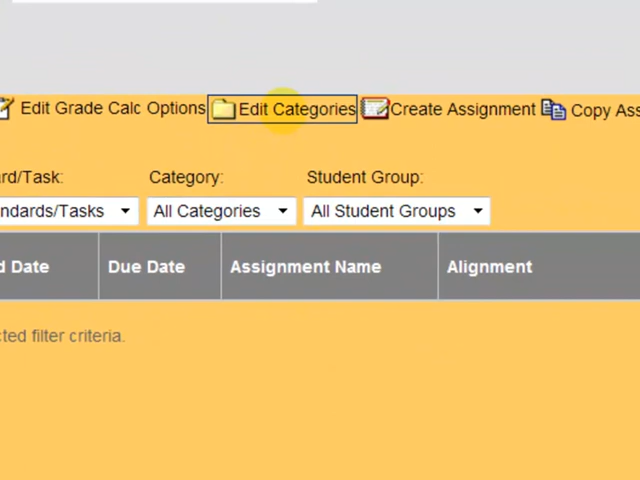 Edit Grade Calc Options Edit Categories Create Assignment Copy Ass
rd/Task: Category: Student Group:
ndards/Tasks All Categories All Student Groups
d Date Due Date Assignment Name Alignment
cted filter criteria.